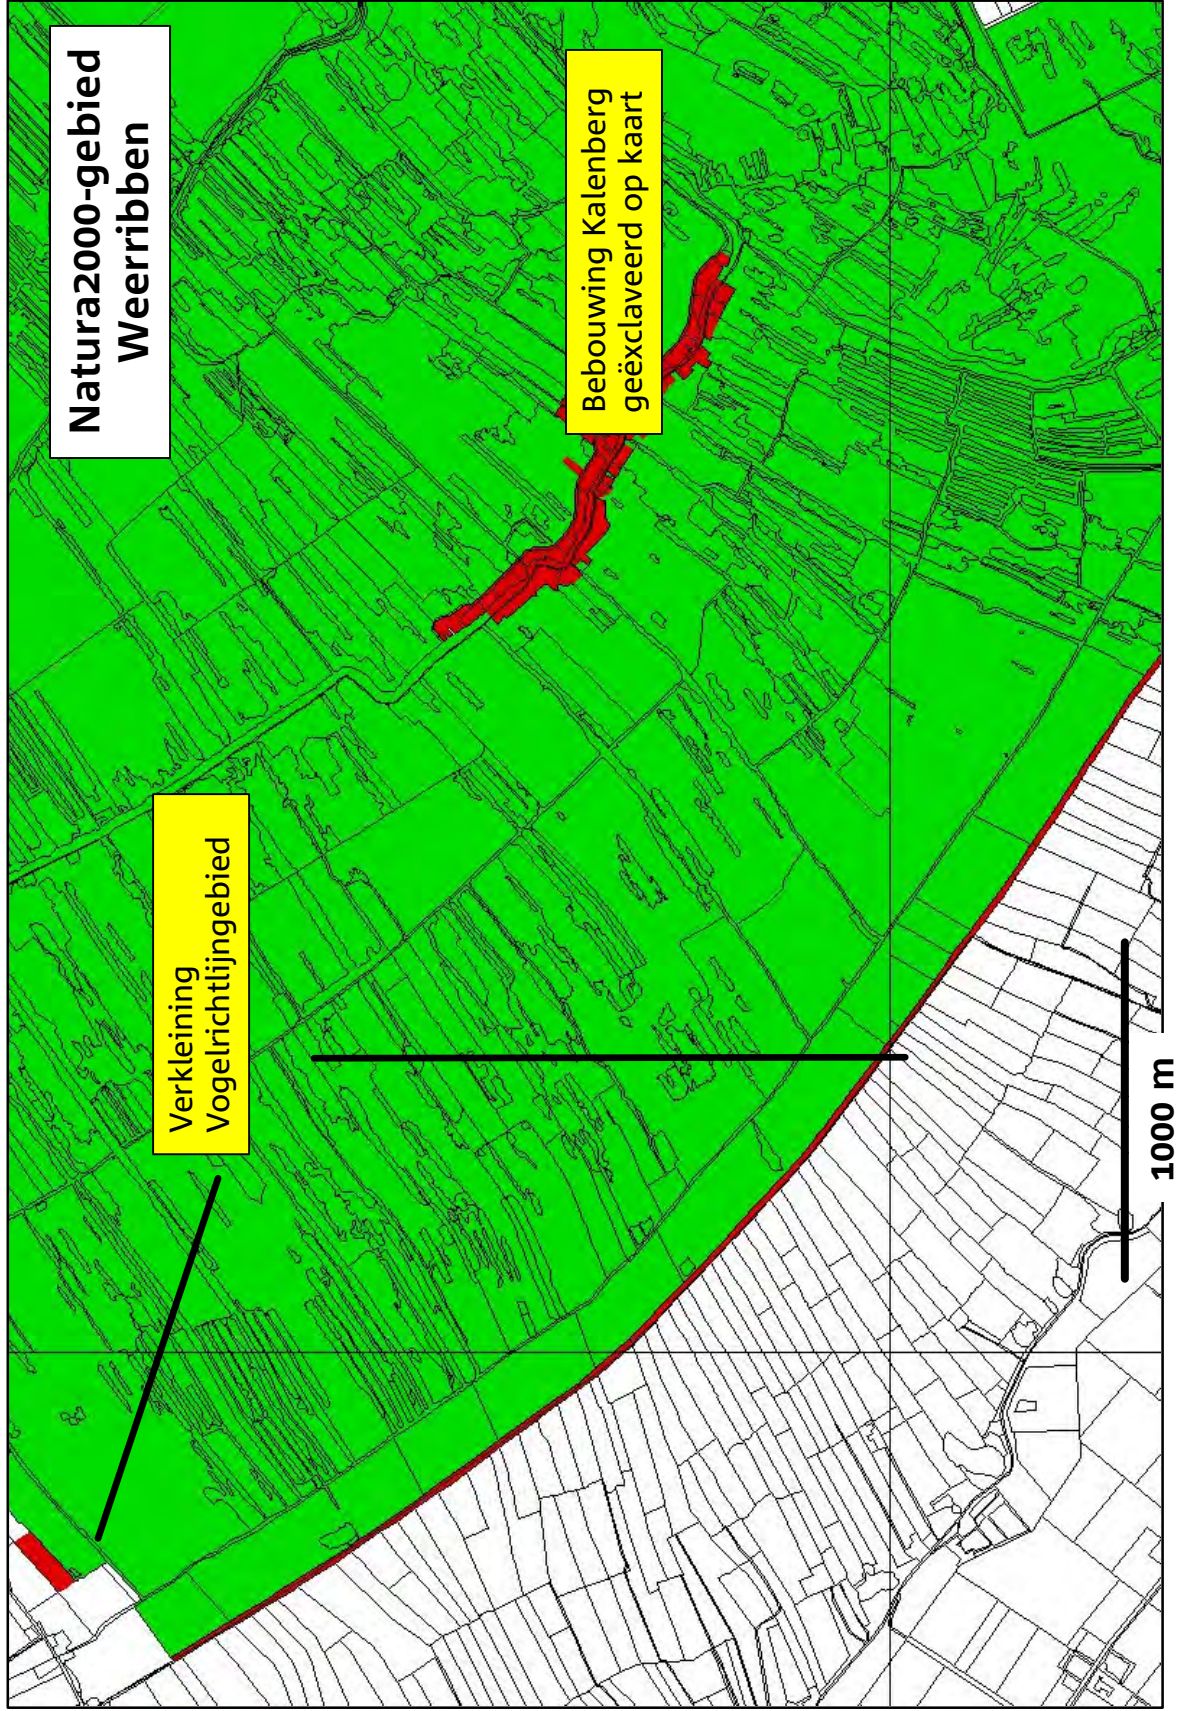 Natura2000-gebied
Weerribben
Verkleining
Vogelrichtlijngebied
Bebouwing Kalenberg
geëxclaveerd op kaart
1000 m